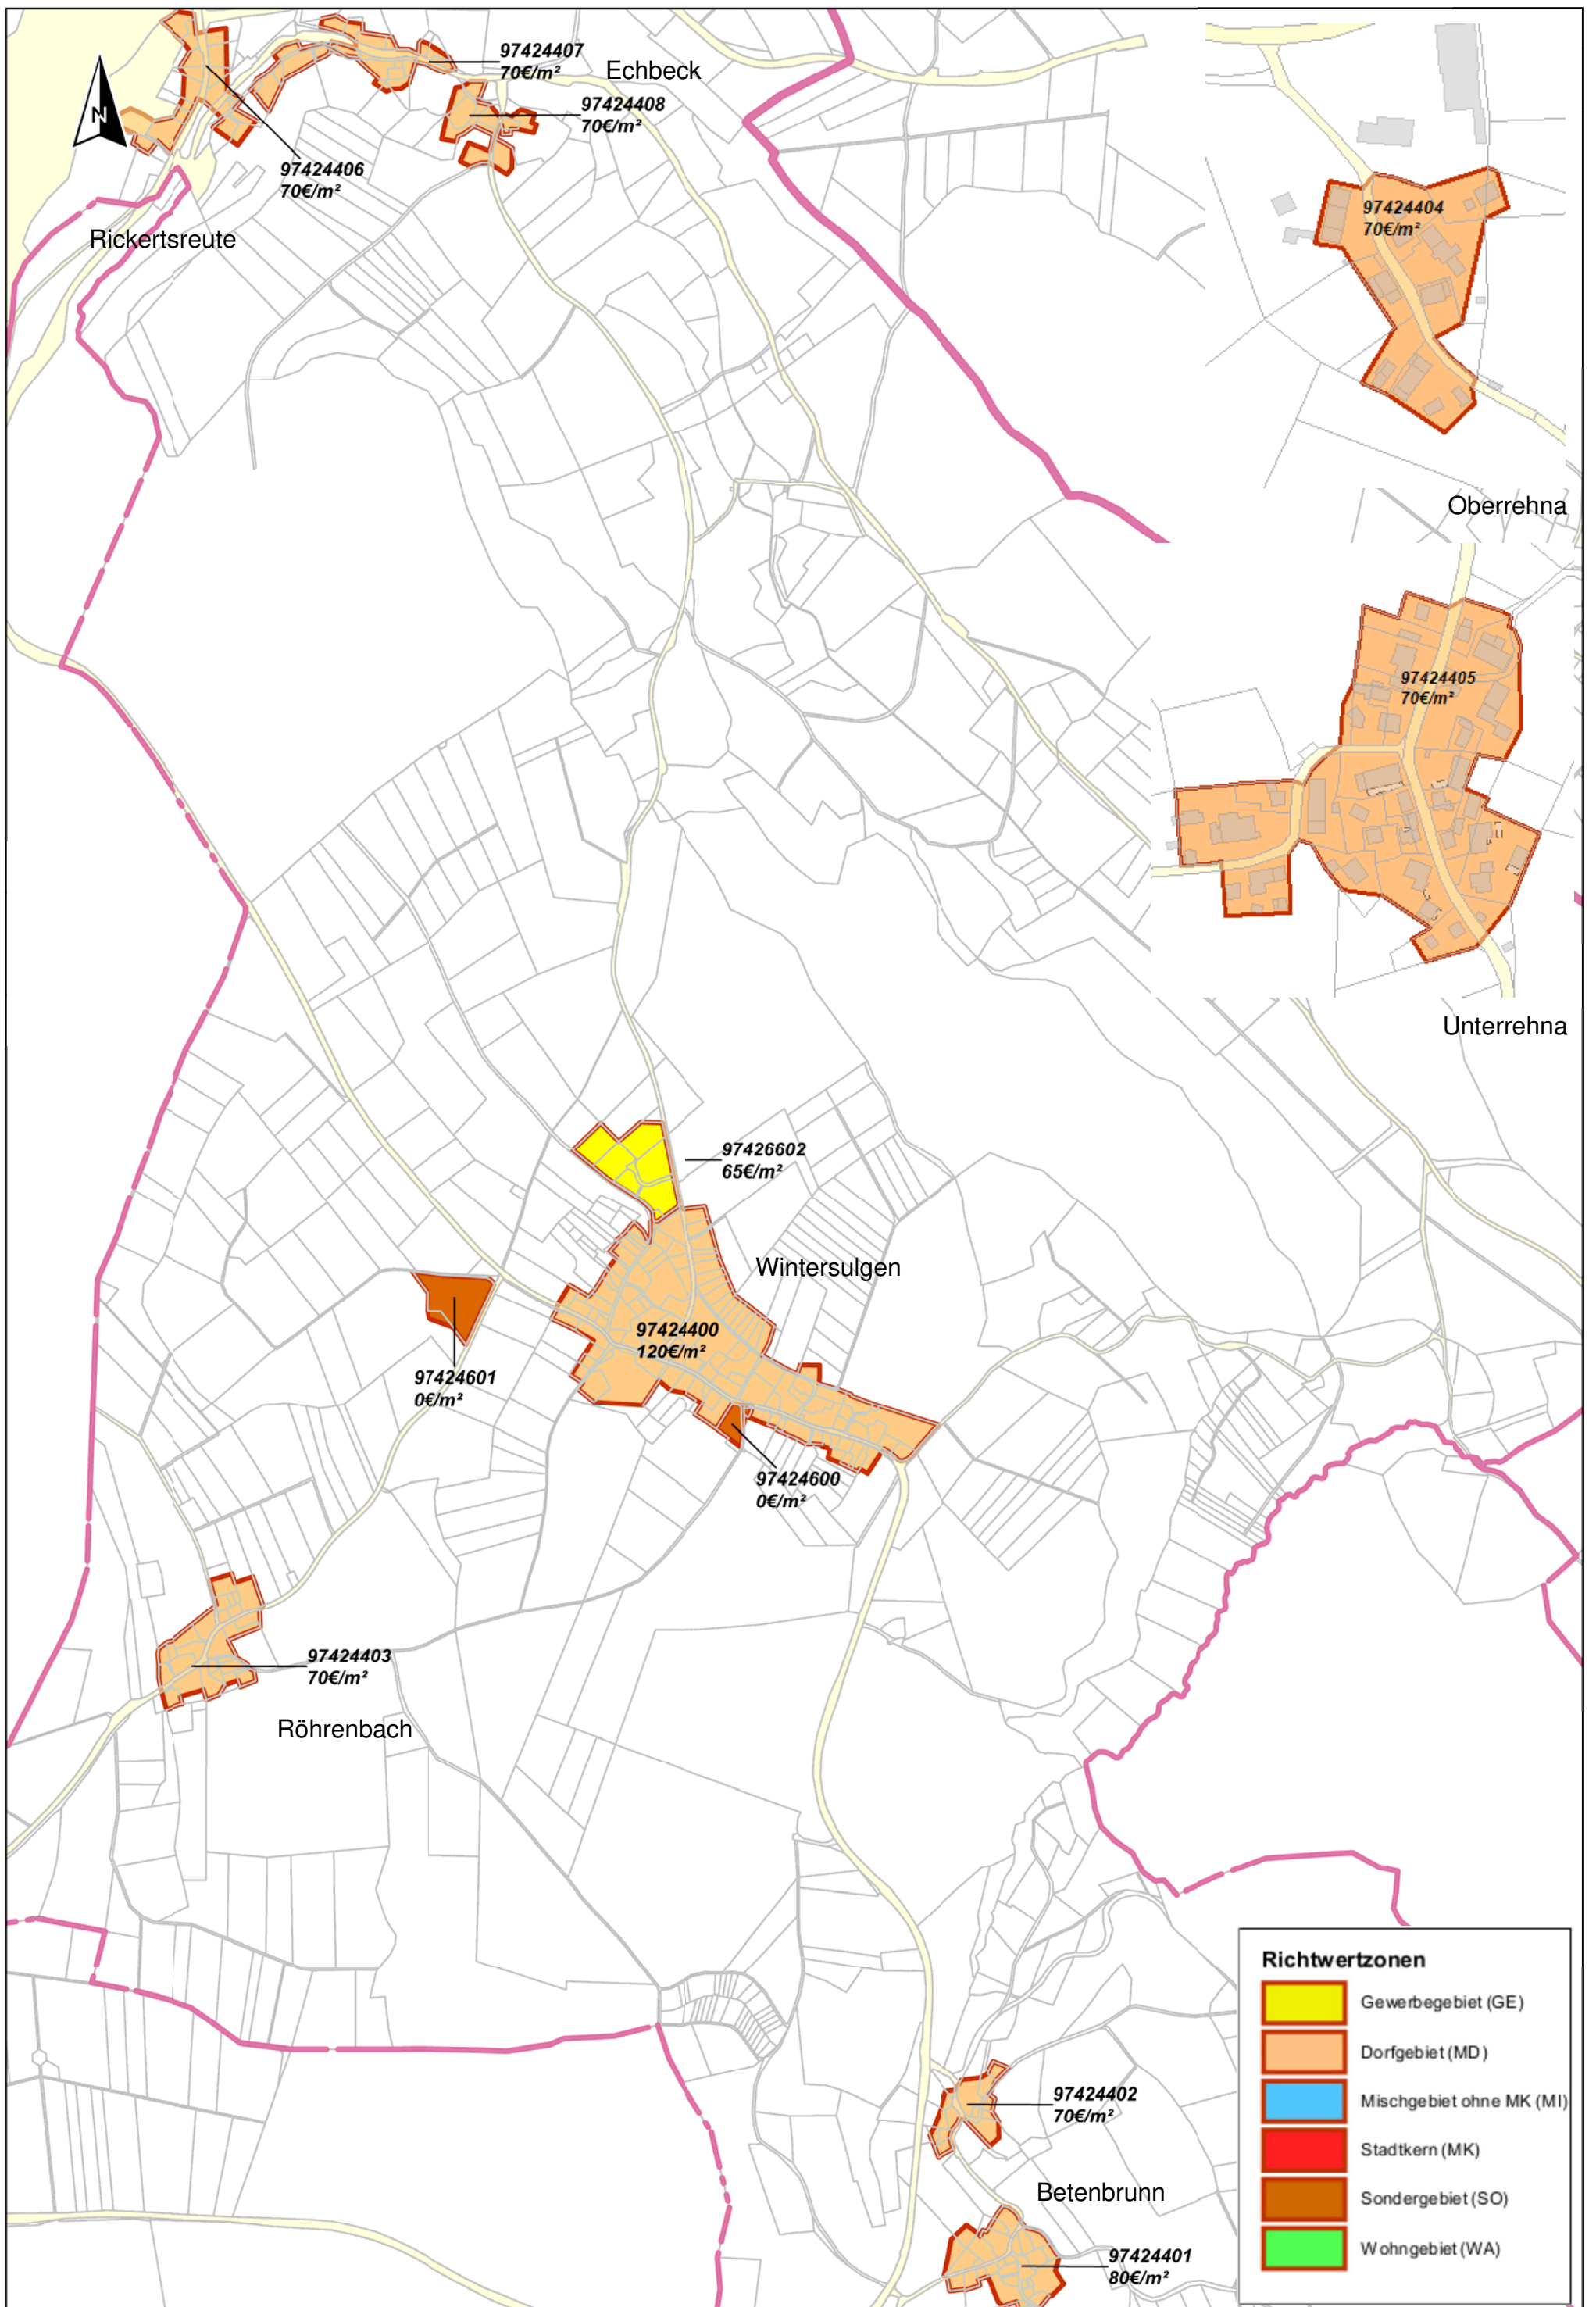 97424407
70€/m²
Echbeck
97424408
70€/m²
N
97424406
70€/m²
Rickertsreute
97424404
70€/m²
Oberrehna
97424405
70€/m²
Unterrehna
97426602
65€/m²
Wintersulgen
97424400
120€/m²
97424601
0€/m²
97424600
0€/m²
97424403
70€/m²
Röhrenbach
97424402
70€/m²
Betenbrunn
97424401
80€/m²
Richtwertzonen
Gewerbegebiet (GE)
Dorfgebiet (MD)
Mischgebiet ohne MK (MI)
Stadtkern (MK)
Sondergebiet (SO)
Wohngebiet (WA)